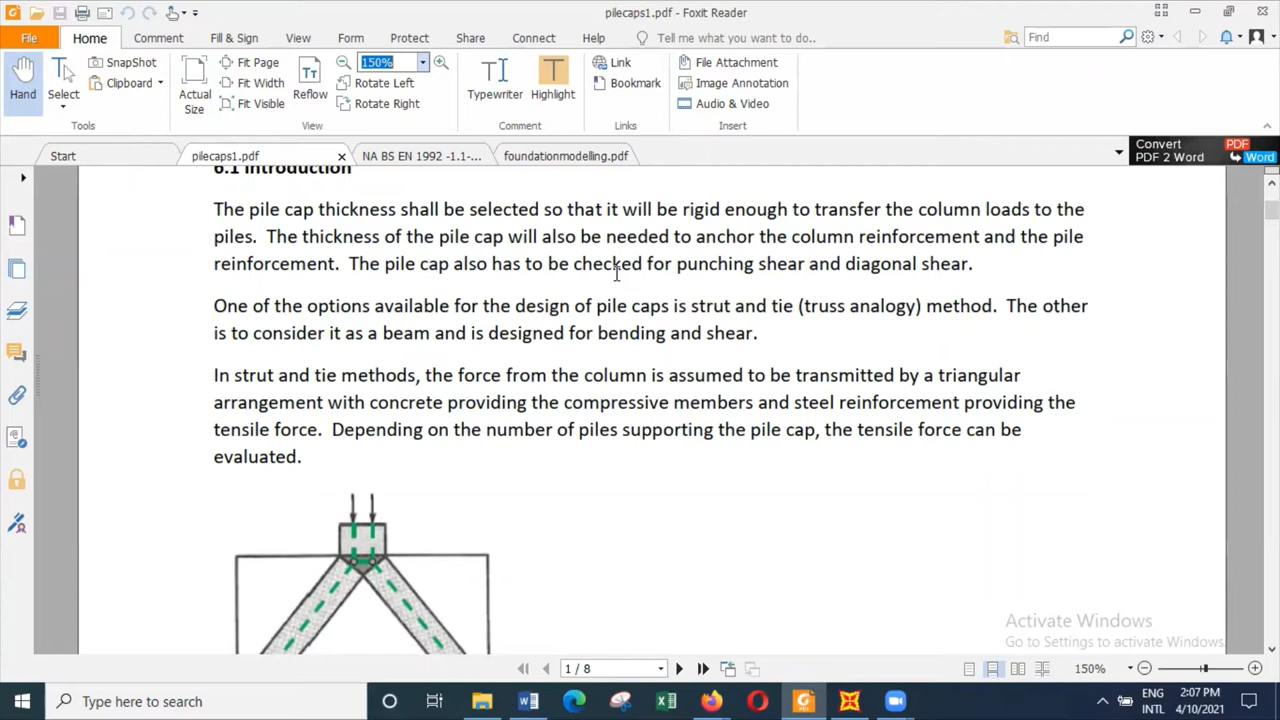 pilecaps1.pdf - Foxit Reader
File Home Comment Fill & Sign View Form Protect Share Connect Help Tell me what you want to do.. Find
Hand
Select
SnapShot
Clipboard
Actual
Size
Fit Page
Fit Width
Fit Visible
Reflow
150%
Rotate Left
Rotate Right
Typewriter
Highlight
Link
Bookmark
File Attachment
Image Annotation
Audio & Video
Tools View Comment Links Insert
Start pilecaps1.pdf NA BS EN 1992 -1.1-... foundationmodelling.pdf
Convert PDF
PDF 2 Word Word
6.1 Introduction
The pile cap thickness shall be selected so that it will be rigid enough to transfer the column loads to the
piles. The thickness of the pile cap will also be needed to anchor the column reinforcement and the pile
reinforcement. The pile cap also has to be checked for punching shear and diagonal shear.
One of the options available for the design of pile caps is strut and tie (truss analogy) method. The other
is to consider it as a beam and is designed for bending and shear.
In strut and tie methods, the force from the column is assumed to be transmitted by a triangular
arrangement with concrete providing the compressive members and steel reinforcement providing the
tensile force. Depending on the number of piles supporting the pile cap, the tensile force can be
evaluated.
Activate Windows
Go to Settings to activate Windows.
1 / 8
150%
Type here to search
ENG
INTL
2:07 PM
4/10/2021